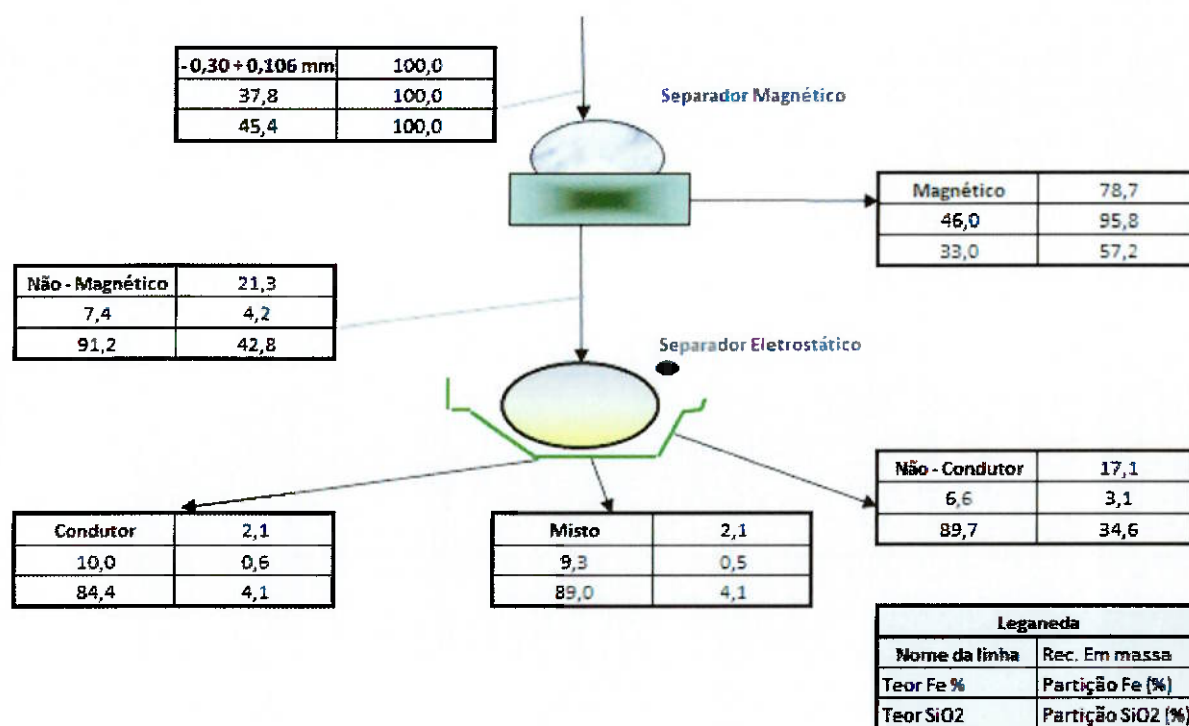 - 0,30 + 0,106 mm 100,0
37,8 100,0
45,4 100,0
Separador Magnético
Magnético 78,7
46,0 95,8
33,0 57,2
Não - Magnético 21,3
7,4 4,2
91,2 42,8
Separador Eletrostático
Não - Condutor 17,1
6,6 3,1
89,7 34,6
Condutor 2,1
10,0 0,6
84,4 4,1
Misto 2,1
9,3 0,5
89,0 4,1
Leganeda
Nome da linha Rec. Em massa
Teor Fe % Partição Fe (%)
Teor SiO2 Partição SiO2 (%)